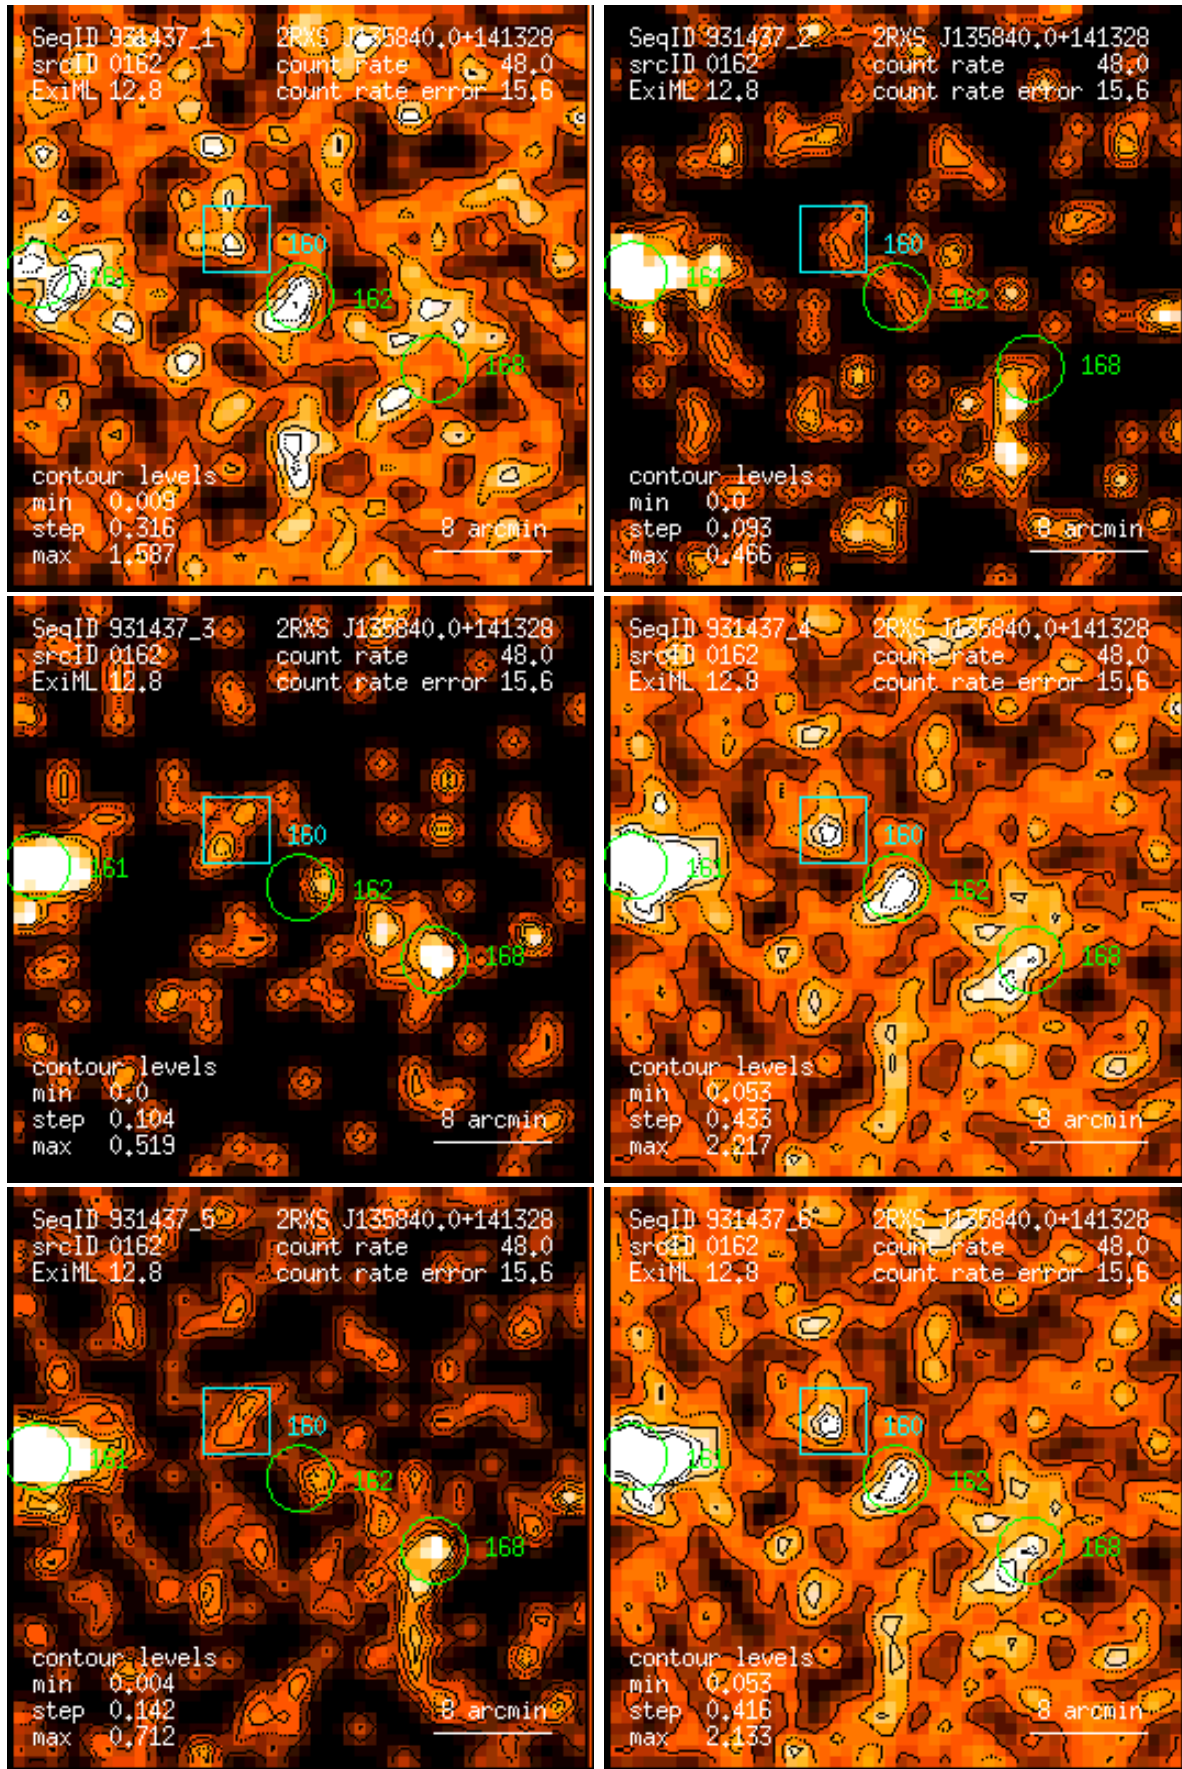 SeqID 931437_1 2RXS J135840.0+141328
srcID 0162 count rate 48.0
ExiML 12.8 count rate error 15.6
160
161
162
168
contour levels
min 0.009
step 0.316 8 arcmin
max 1.587
SeqID 931437_2 2RXS J135840.0+141328
srcID 0162 count rate 48.0
ExiML 12.8 count rate error 15.6
160
161
162
168
contour levels
min 0.0
step 0.093 8 arcmin
max 0.466
SeqID 931437_3 2RXS J135840.0+141328
srcID 0162 count rate 48.0
ExiML 12.8 count rate error 15.6
160
161
162
168
contour levels
min 0.0
step 0.104 8 arcmin
max 0.519
SeqID 931437_4 2RXS J135840.0+141328
srcID 0162 count rate 48.0
ExiML 12.8 count rate error 15.6
160
161
162
168
contour levels
min 0.053
step 0.433 8 arcmin
max 2.217
SeqID 931437_5 2RXS J135840.0+141328
srcID 0162 count rate 48.0
ExiML 12.8 count rate error 15.6
160
161
162
168
contour levels
min 0.004
step 0.142 8 arcmin
max 0.712
SeqID 931437_6 2RXS J135840.0+141328
srcID 0162 count rate 48.0
ExiML 12.8 count rate error 15.6
160
161
162
168
contour levels
min 0.053
step 0.416 8 arcmin
max 2.133